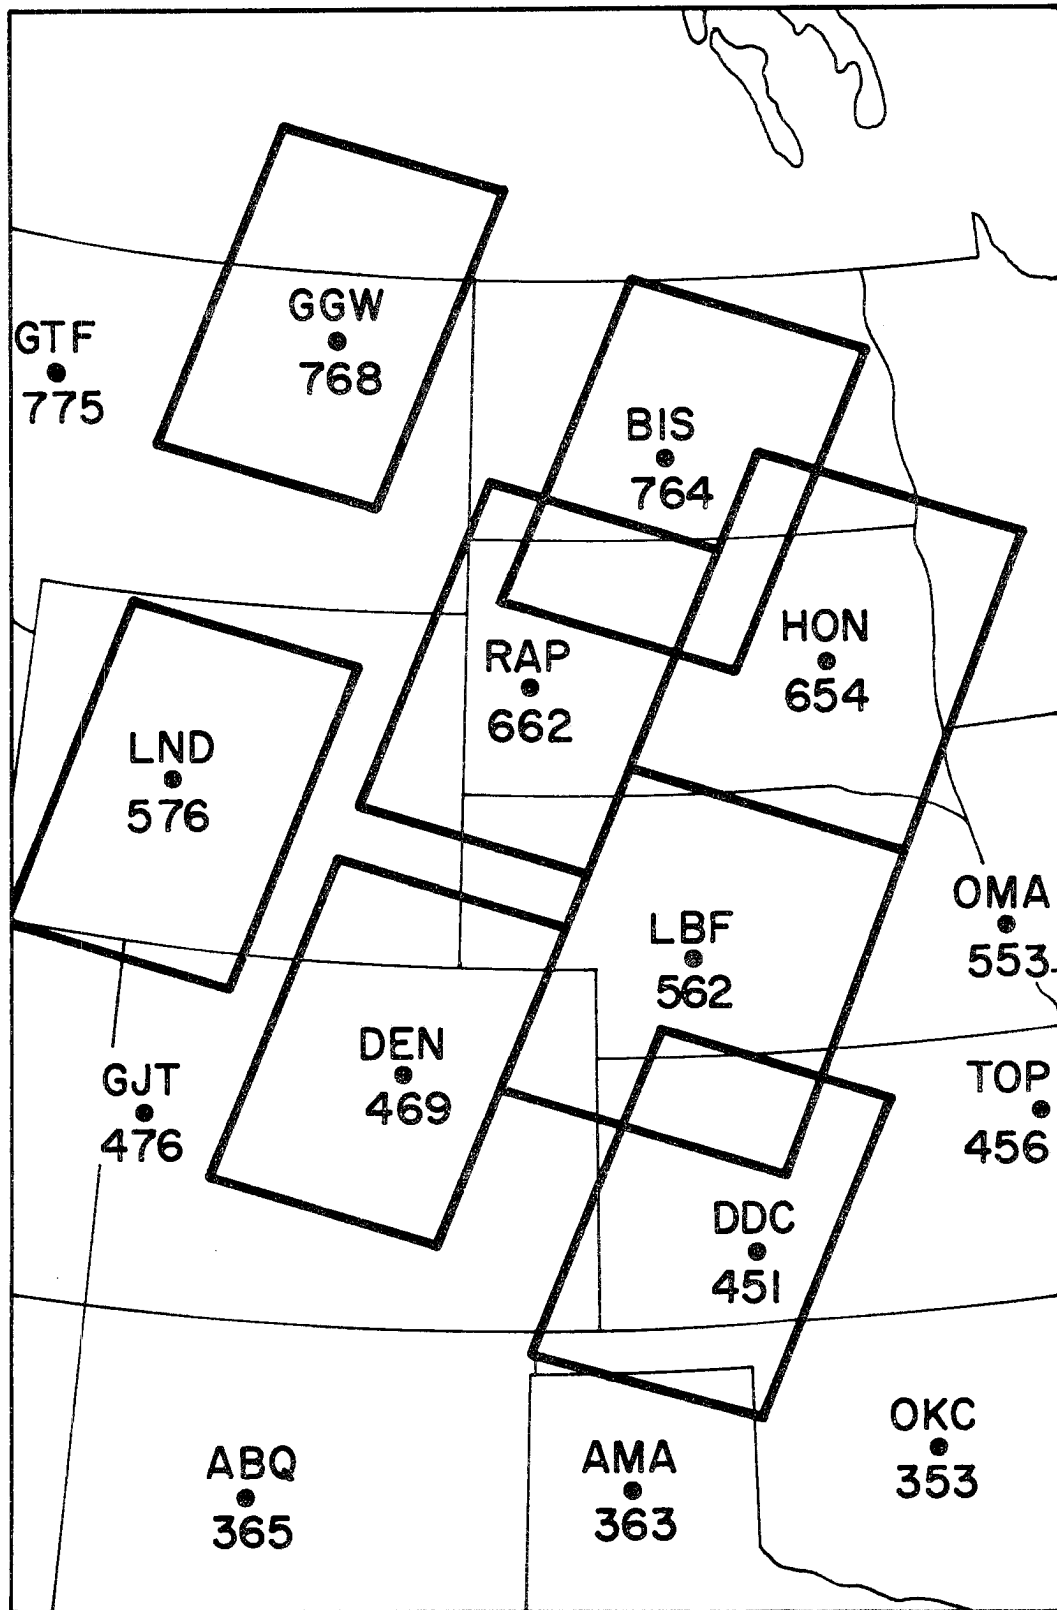 GGW
768
GTF
775
BIS
764
HON
654
RAP
662
LND
576
OMA
553
LBF
562
DEN
469
GJT
476
TOP
456
DDC
451
OKC
353
ABQ
365
AMA
363